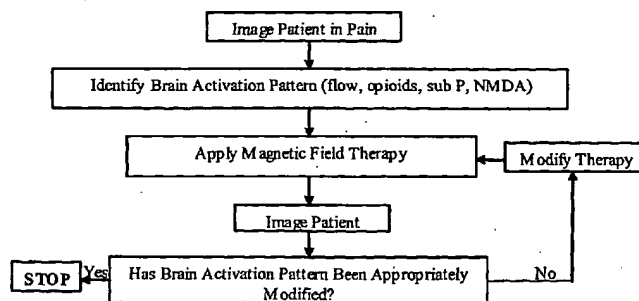 Image Patient in Pain
Identify Brain Activation Pattern (flow, opioids, sub P, NMDA)
Apply Magnetic Field Therapy
Modify Therapy
Image Patient
STOP
Yes
Has Brain Activation Pattern Been Appropriately
Modified?
No